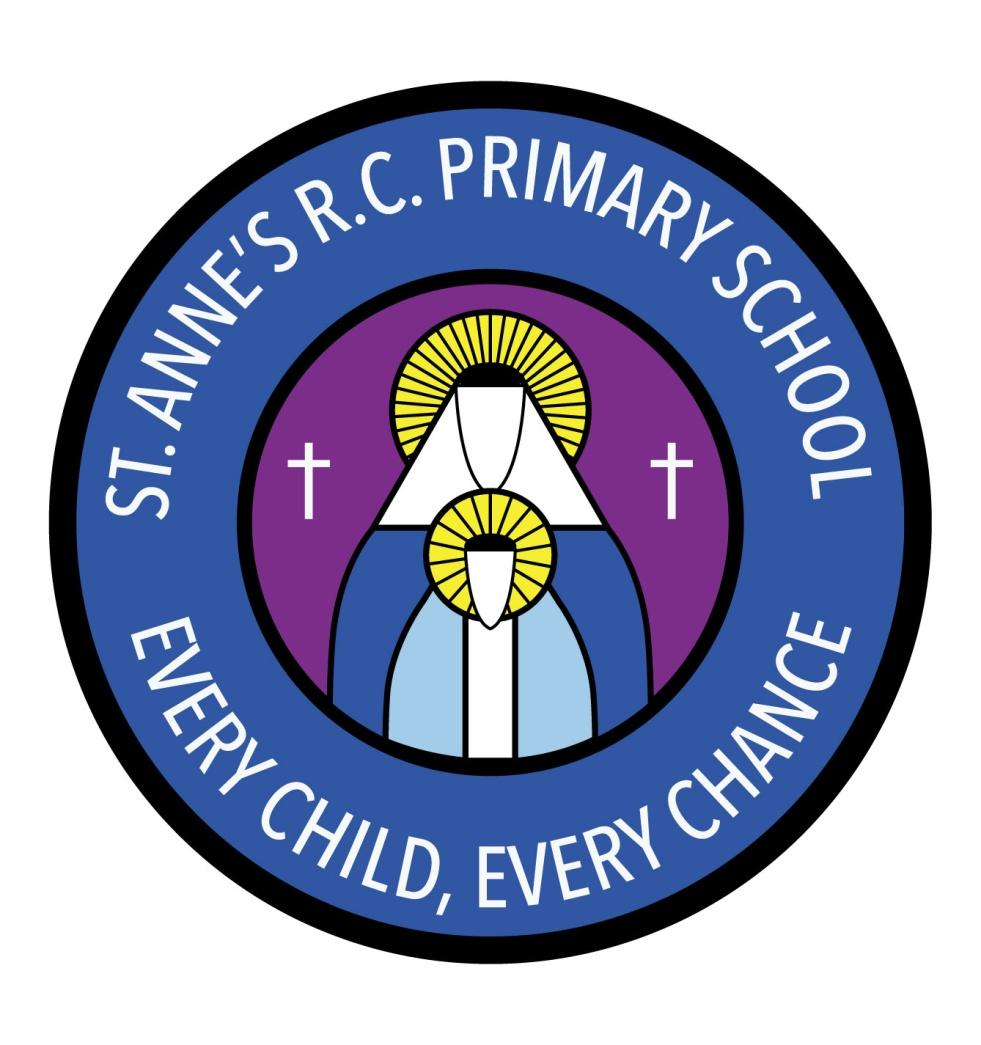 ST. ANNE'S R.C. PRIMARY SCHOOL
EVERY CHILD, EVERY CHANCE